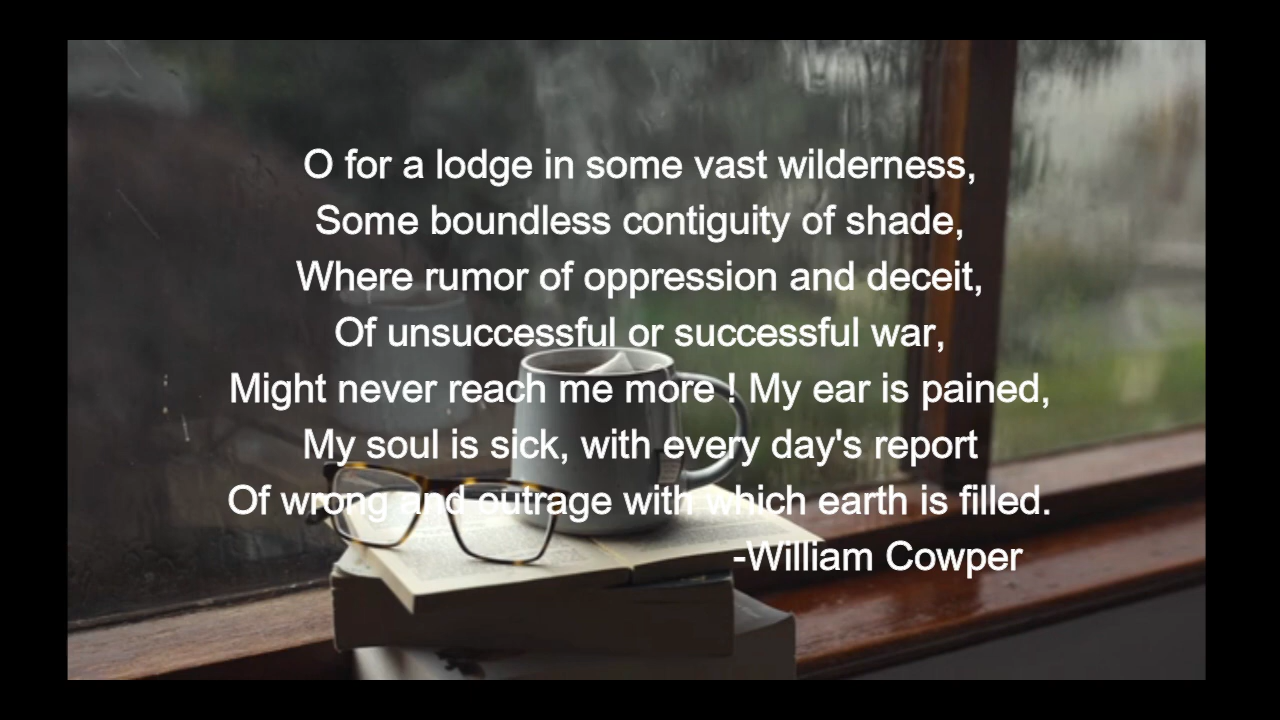 O for a lodge in some vast wilderness,
Some boundless contiguity of shade,
Where rumor of oppression and deceit,
Of unsuccessful or successful war,
Might never reach me more ! My ear is pained,
My soul is sick, with every day's report
Of wrong and outrage with which earth is filled.
-William Cowper